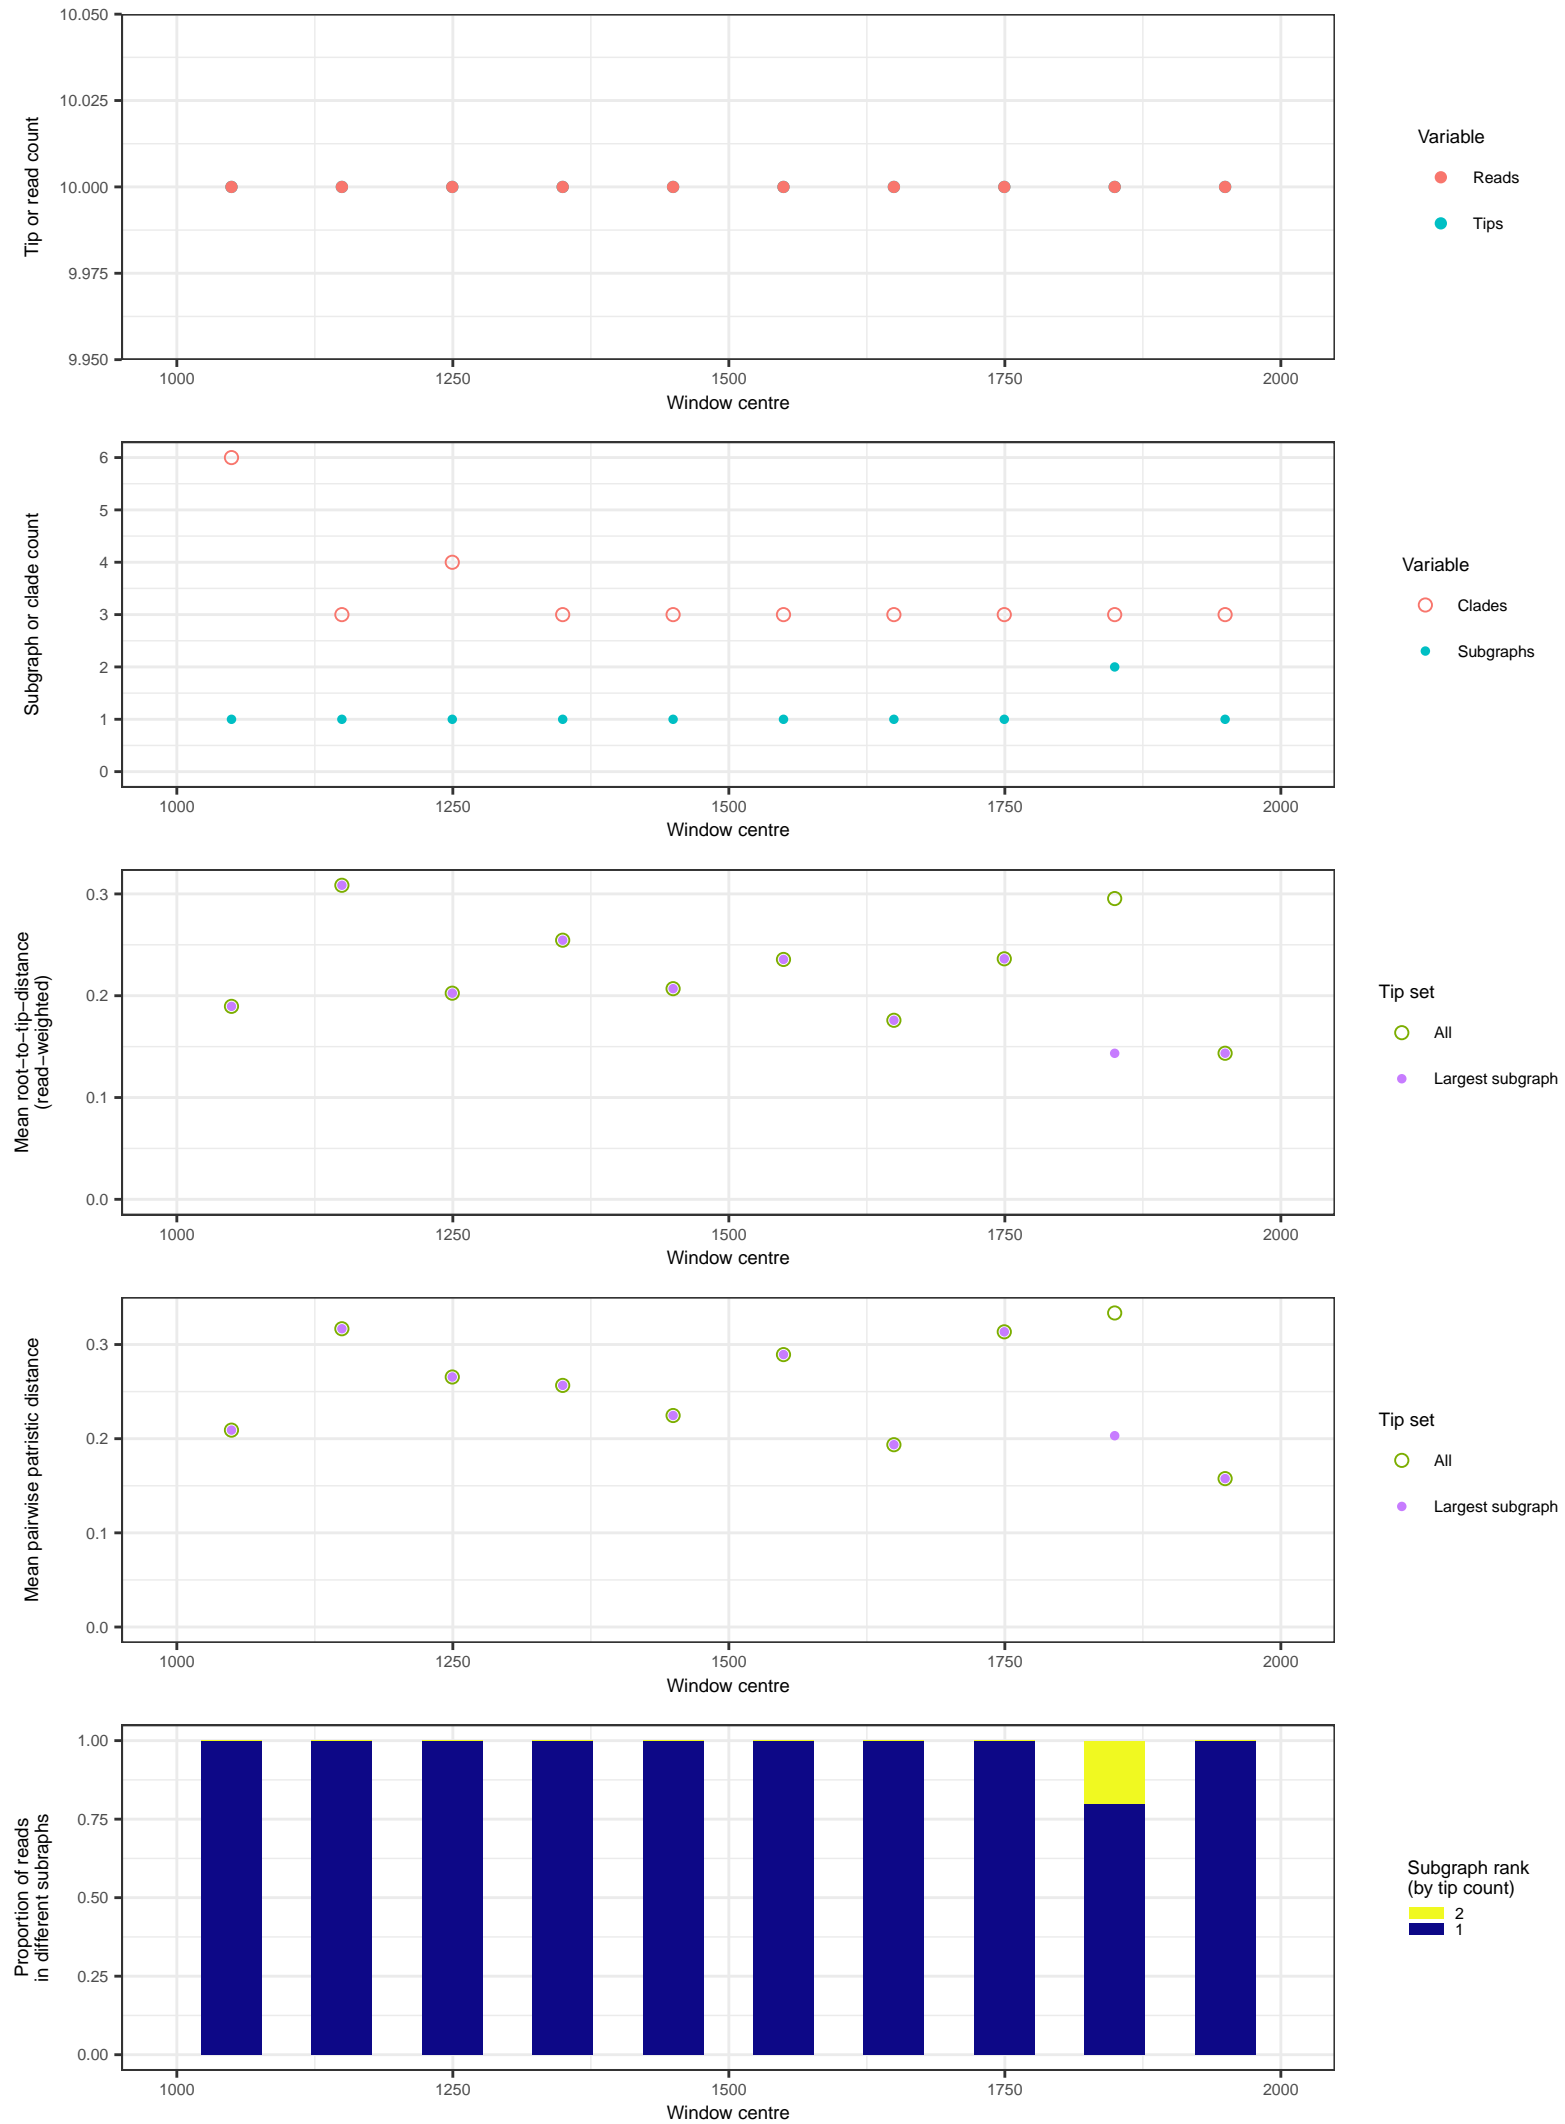 10.050
10.025
10.000
9.975
9.950
Tip or read count
1000 1250 1500 1750 2000
Window centre
Variable
Reads
Tips
6
5
4
3
2
1
0
Subgraph or clade count
1000 1250 1500 1750 2000
Window centre
Variable
Clades
Subgraphs
0.3
0.2
0.1
0.0
Mean root−to−tip−distance
(read−weighted)
1000 1250 1500 1750 2000
Window centre
Tip set
All
Largest subgraph
0.3
0.2
0.1
0.0
Mean pairwise patristic distance
1000 1250 1500 1750 2000
Window centre
Tip set
All
Largest subgraph
1.00
0.75
0.50
0.25
0.00
Proportion of reads
in different subraphs
1000 1250 1500 1750 2000
Window centre
Subgraph rank
(by tip count)
2
1